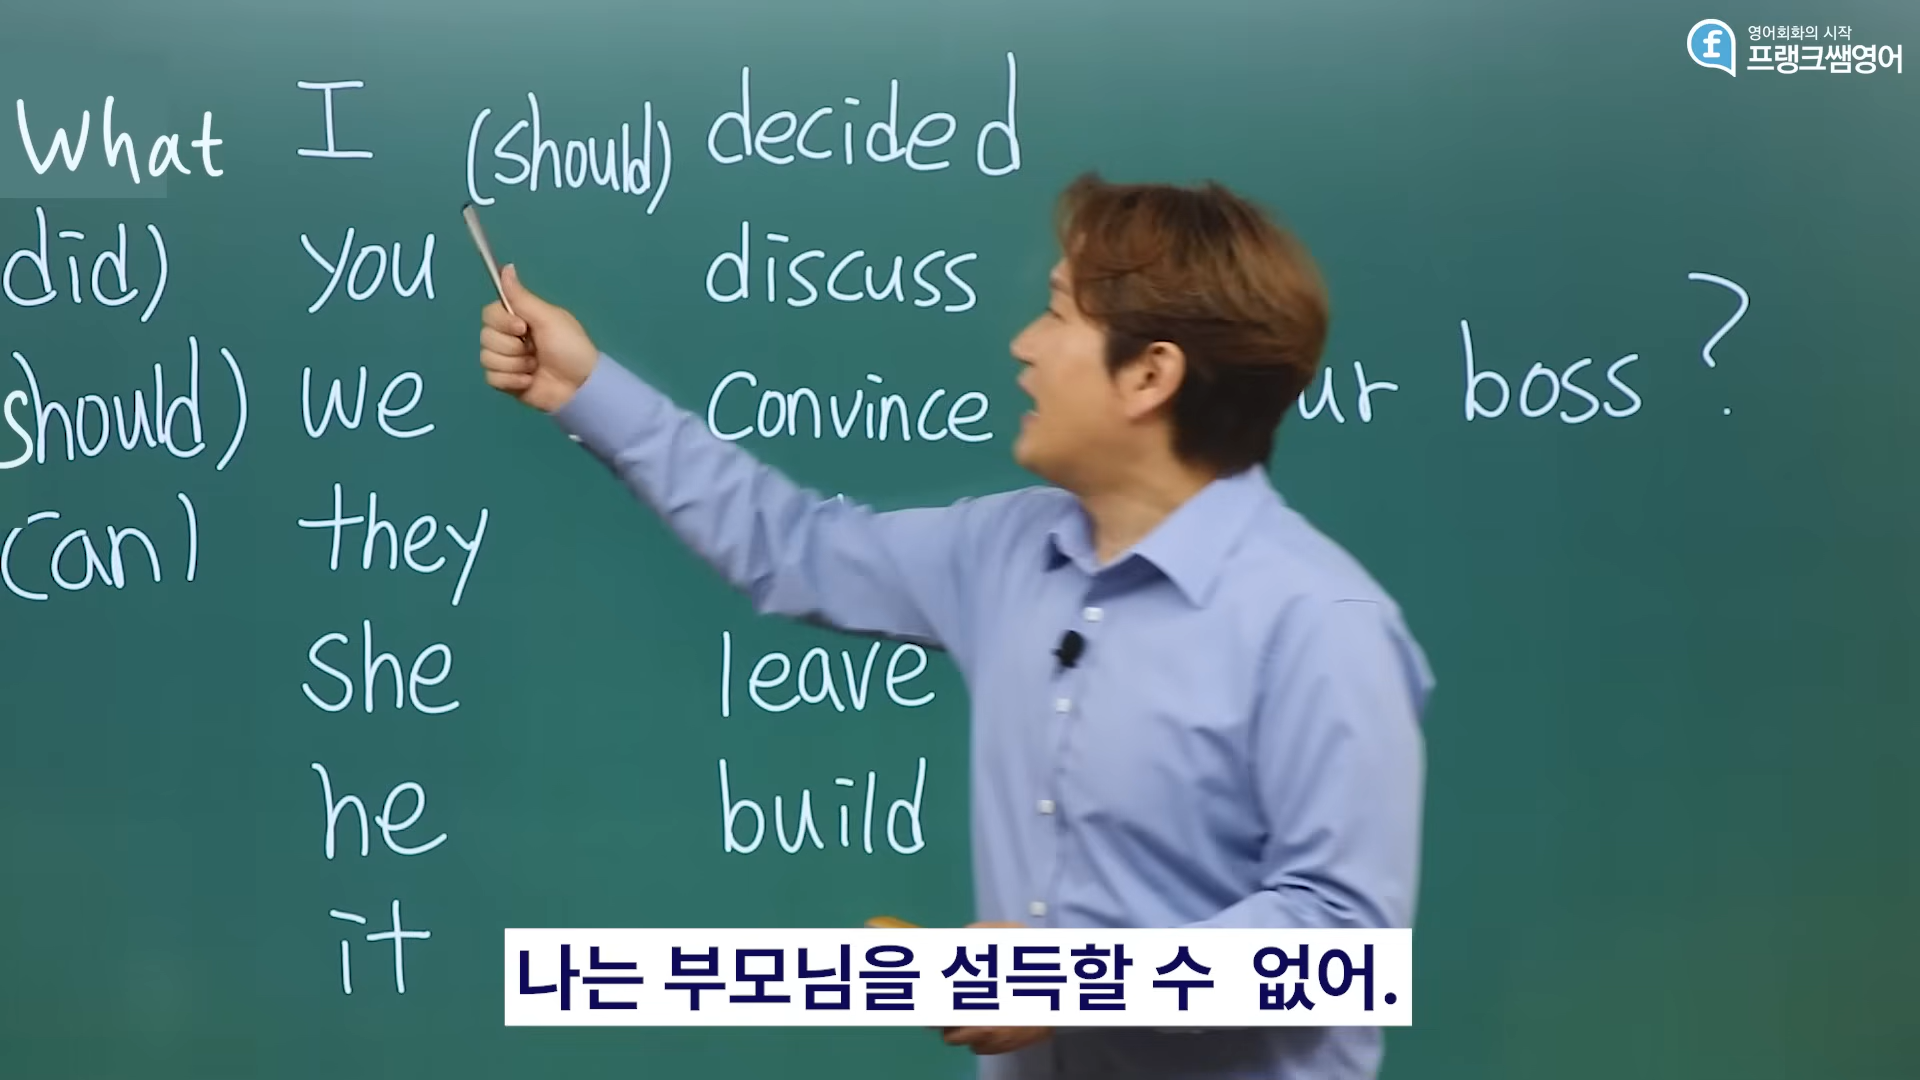 영어회화의 시작
프랭크쌤영어
What I (should) decided
did) you discuss
should) we convince ur boss ?
can) they
she leave
he build
it
나는 부모님을 설득할 수 없어.